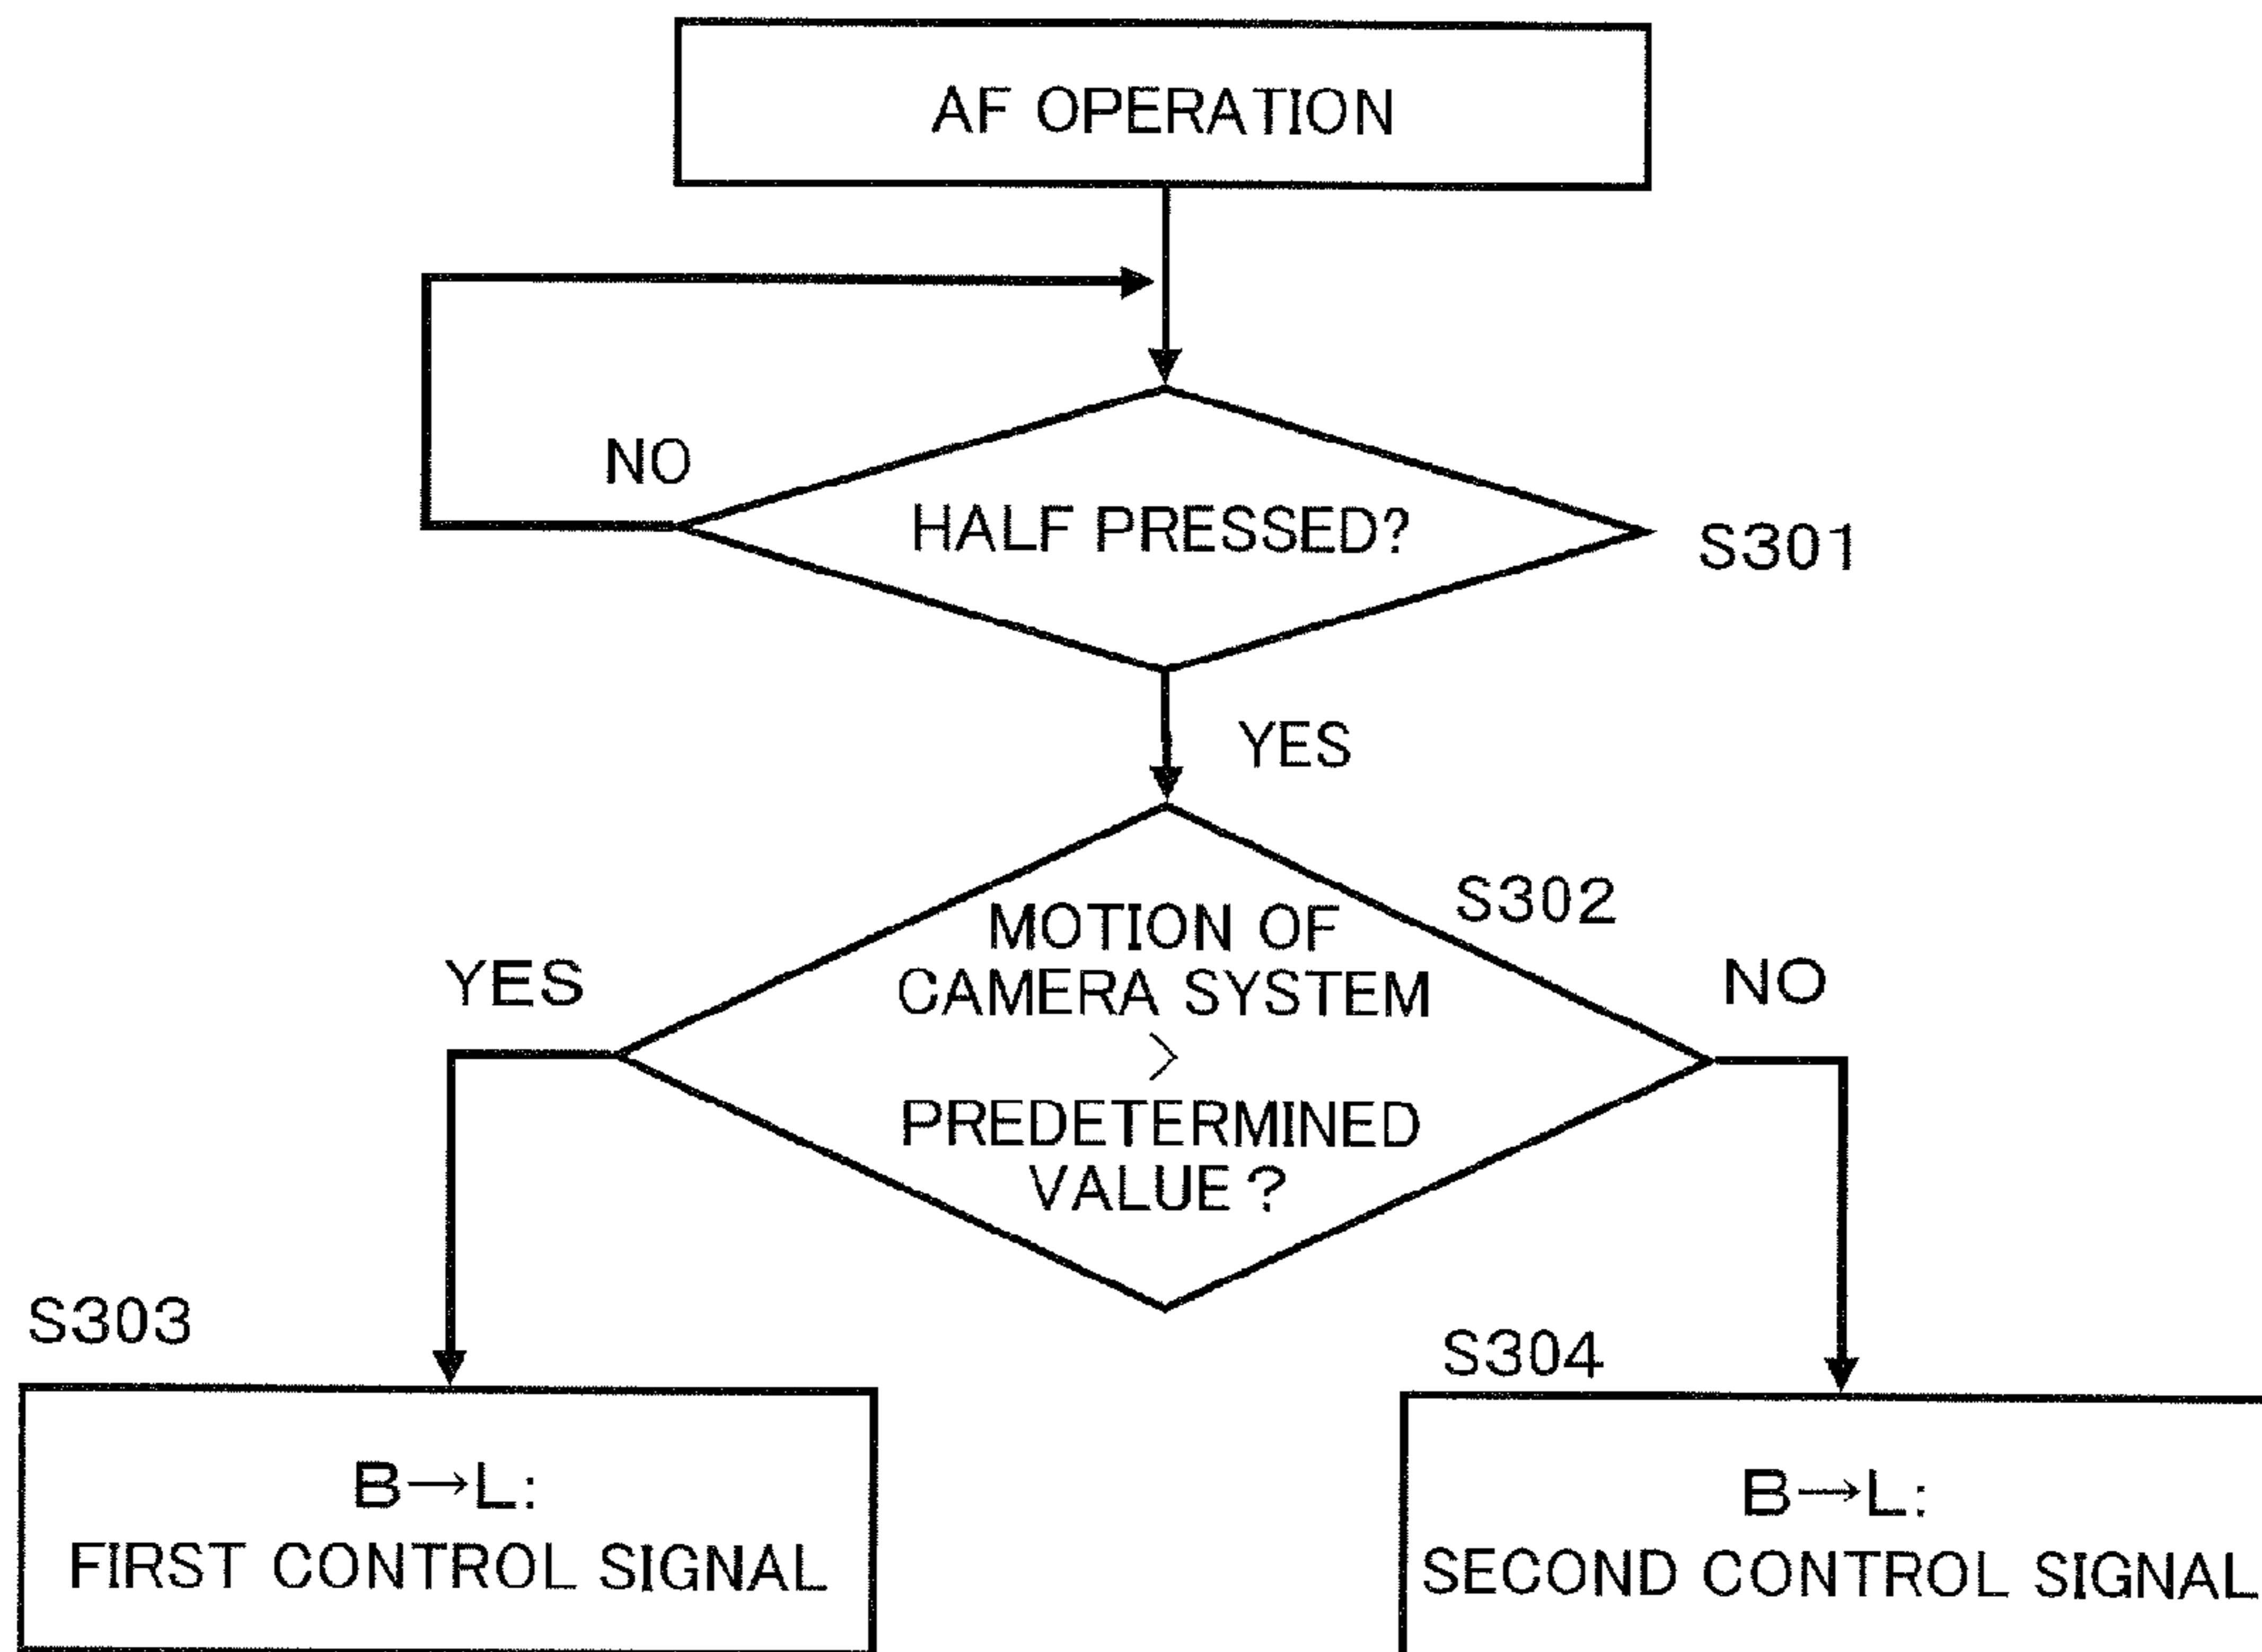 AF OPERATION
NO
HALF PRESSED?
S301
YES
S302
MOTION OF
CAMERA SYSTEM
>
PREDETERMINED
VALUE?
YES
NO
S303
B→L:
FIRST CONTROL SIGNAL
S304
B→L:
SECOND CONTROL SIGNAL